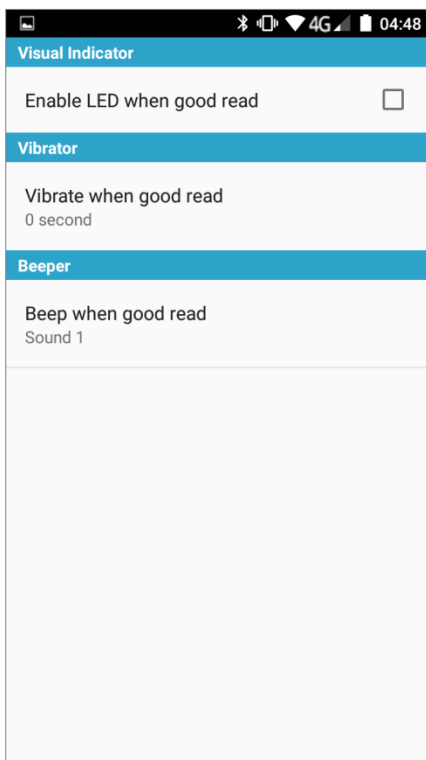 4G 04:48
Visual Indicator
Enable LED when good read
Vibrator
Vibrate when good read
0 second
Beeper
Beep when good read
Sound 1